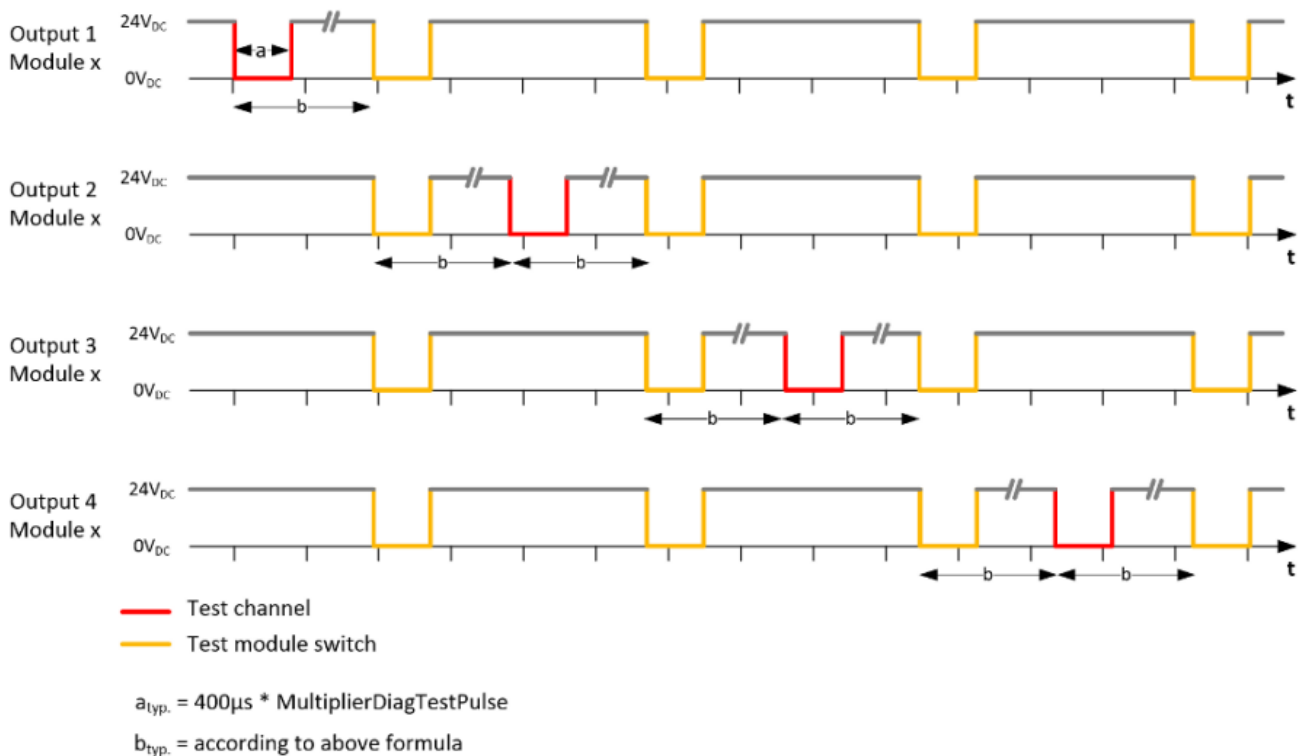 Output 1
Module x
24VDC
a
0VDC
b
t
Output 2
Module x
24VDC
0VDC
b
b
t
Output 3
Module x
24VDC
0VDC
b
b
t
Output 4
Module x
24VDC
0VDC
b
b
t
Test channel
Test module switch
atyp. = 400µs * MultiplierDiagTestPulse
btyp. = according to above formula